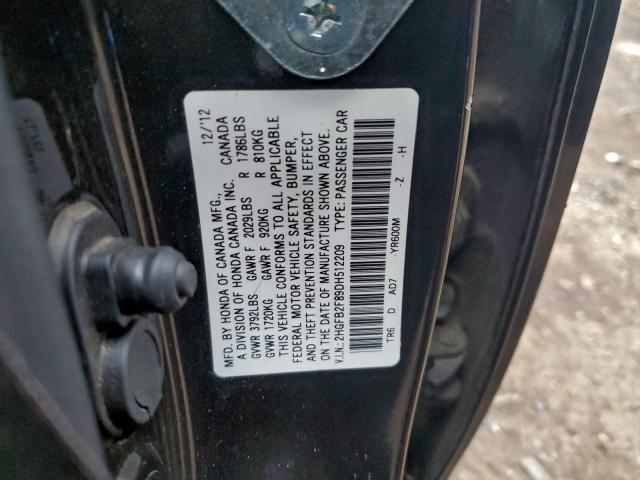 MFD. BY HONDA OF CANADA MFG., 12/12
A DIVISION OF HONDA CANADA INC. CANADA
GVWR 3792LBS GAWR F 2029LBS R 1786LBS
GVWR 1720KG GAWR F 920KG R 810KG
THIS VEHICLE CONFORMS TO ALL APPLICABLE
FEDERAL MOTOR VEHICLE SAFETY, BUMPER,
AND THEFT PREVENTION STANDARDS IN EFFECT
ON THE DATE OF MANUFACTURE SHOWN ABOVE.
V.I.N.: 2HGFB2F89DH512209 TYPE: PASSENGER CAR
TR6 D AD7 -YR600M -Z -H